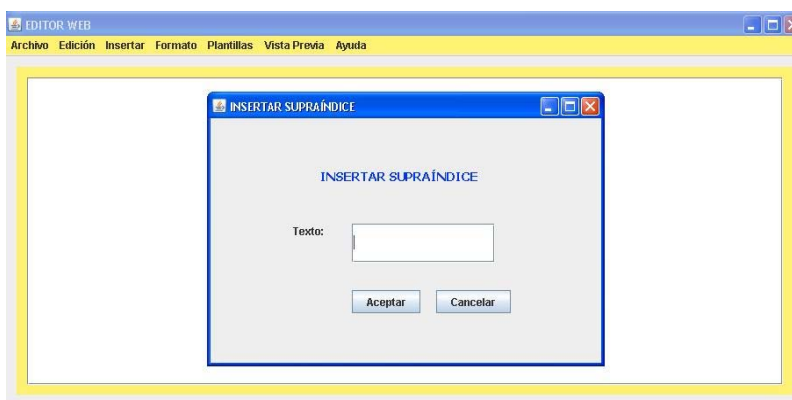 EDITOR WEB
Archivo Edición Insertar Formato Plantillas Vista Previa Ayuda
INSERTAR SUPRAÍNDICE
INSERTAR SUPRAÍNDICE
Texto:
Aceptar Cancelar